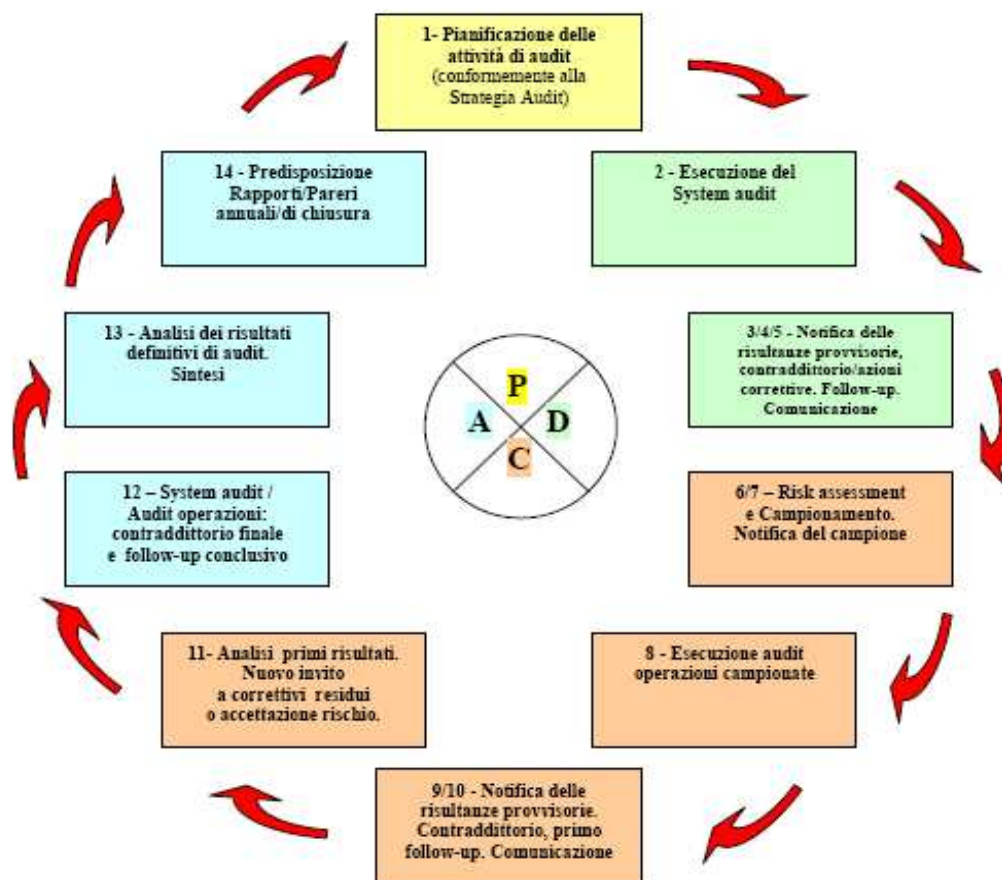 1- Pianificazione delle
attività di audit
(conformemente alla
Strategia Audit)
2 - Esecuzione del
System audit
3/4/5 - Notifica delle
risultanze provvisorie,
contraddittorio/azioni
correttive. Follow-up.
Comunicazione
6/7 – Risk assessment
e Campionamento.
Notifica del campione
8 - Esecuzione audit
operazioni campionate
9/10 - Notifica delle
risultanze provvisorie.
Contraddittorio, primo
follow-up. Comunicazione
11- Analisi primi risultati.
Nuovo invito
a correttivi residui
o accettazione rischio.
12 – System audit /
Audit operazioni:
contraddittorio finale
e follow-up conclusivo
13 - Analisi dei risultati
definitivi di audit.
Sintesi
14 - Predisposizione
Rapporti/Pareri
annuali/di chiusura
P
A D
C